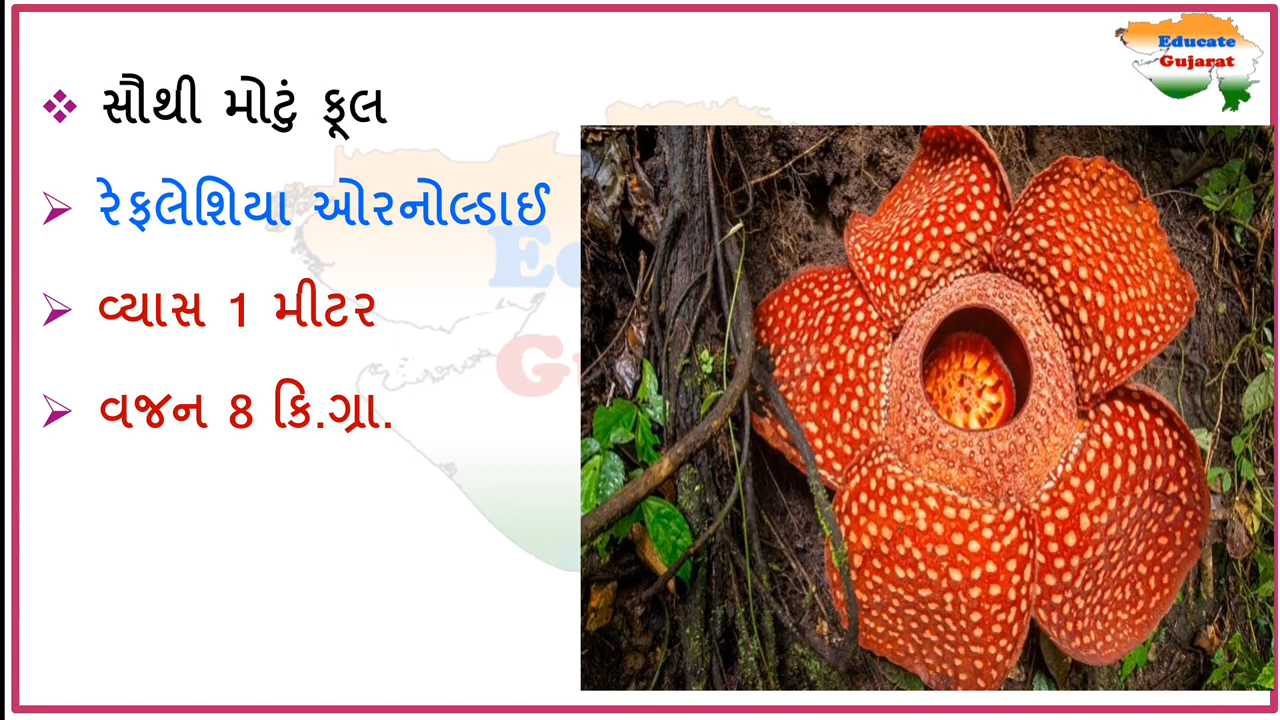 Educate
Gujarat
❖ સૌથી મોટું ફૂલ
➢ રેફલેશિયા ઓરનોલ્ડાઈ
➢ વ્યાસ 1 મીટર
➢ વજન 8 કિ.ગ્રા.